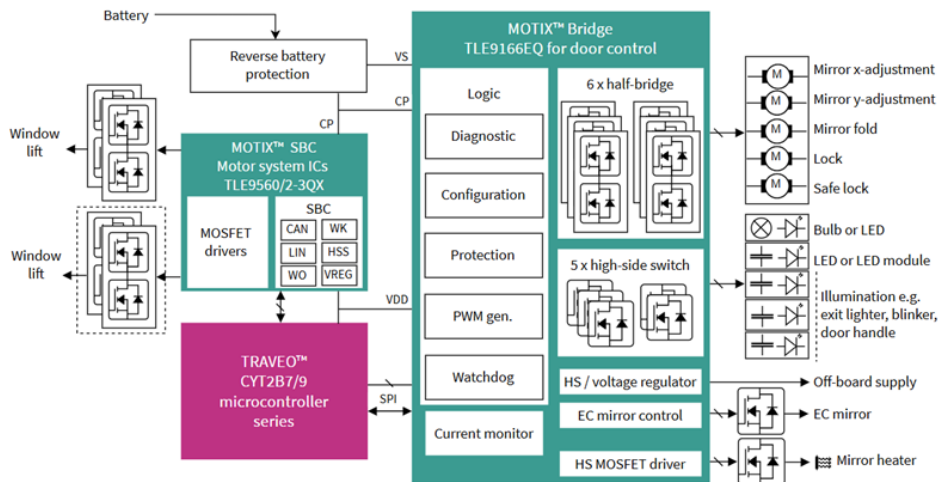 Battery
Reverse battery
protection
VS
CP
CP
Window
lift
Window
lift
MOTIX™ SBC
Motor system ICs
TLE9560/2-3QX
MOSFET
drivers
SBC
CAN
WK
LIN
HSS
WO
VREG
VDD
TRAVEO™
CYT2B7/9
microcontroller
series
SPI
MOTIX™ Bridge
TLE9166EQ for door control
Logic
Diagnostic
Configuration
Protection
PWM gen.
Watchdog
Current monitor
6 x half-bridge
5 x high-side switch
HS / voltage regulator
EC mirror control
HS MOSFET driver
M
Mirror x-adjustment
M
Mirror y-adjustment
M
Mirror fold
M
Lock
M
Safe lock
Bulb or LED
LED or LED module
Illumination e.g.
exit lighter, blinker,
door handle
Off-board supply
EC mirror
Mirror heater